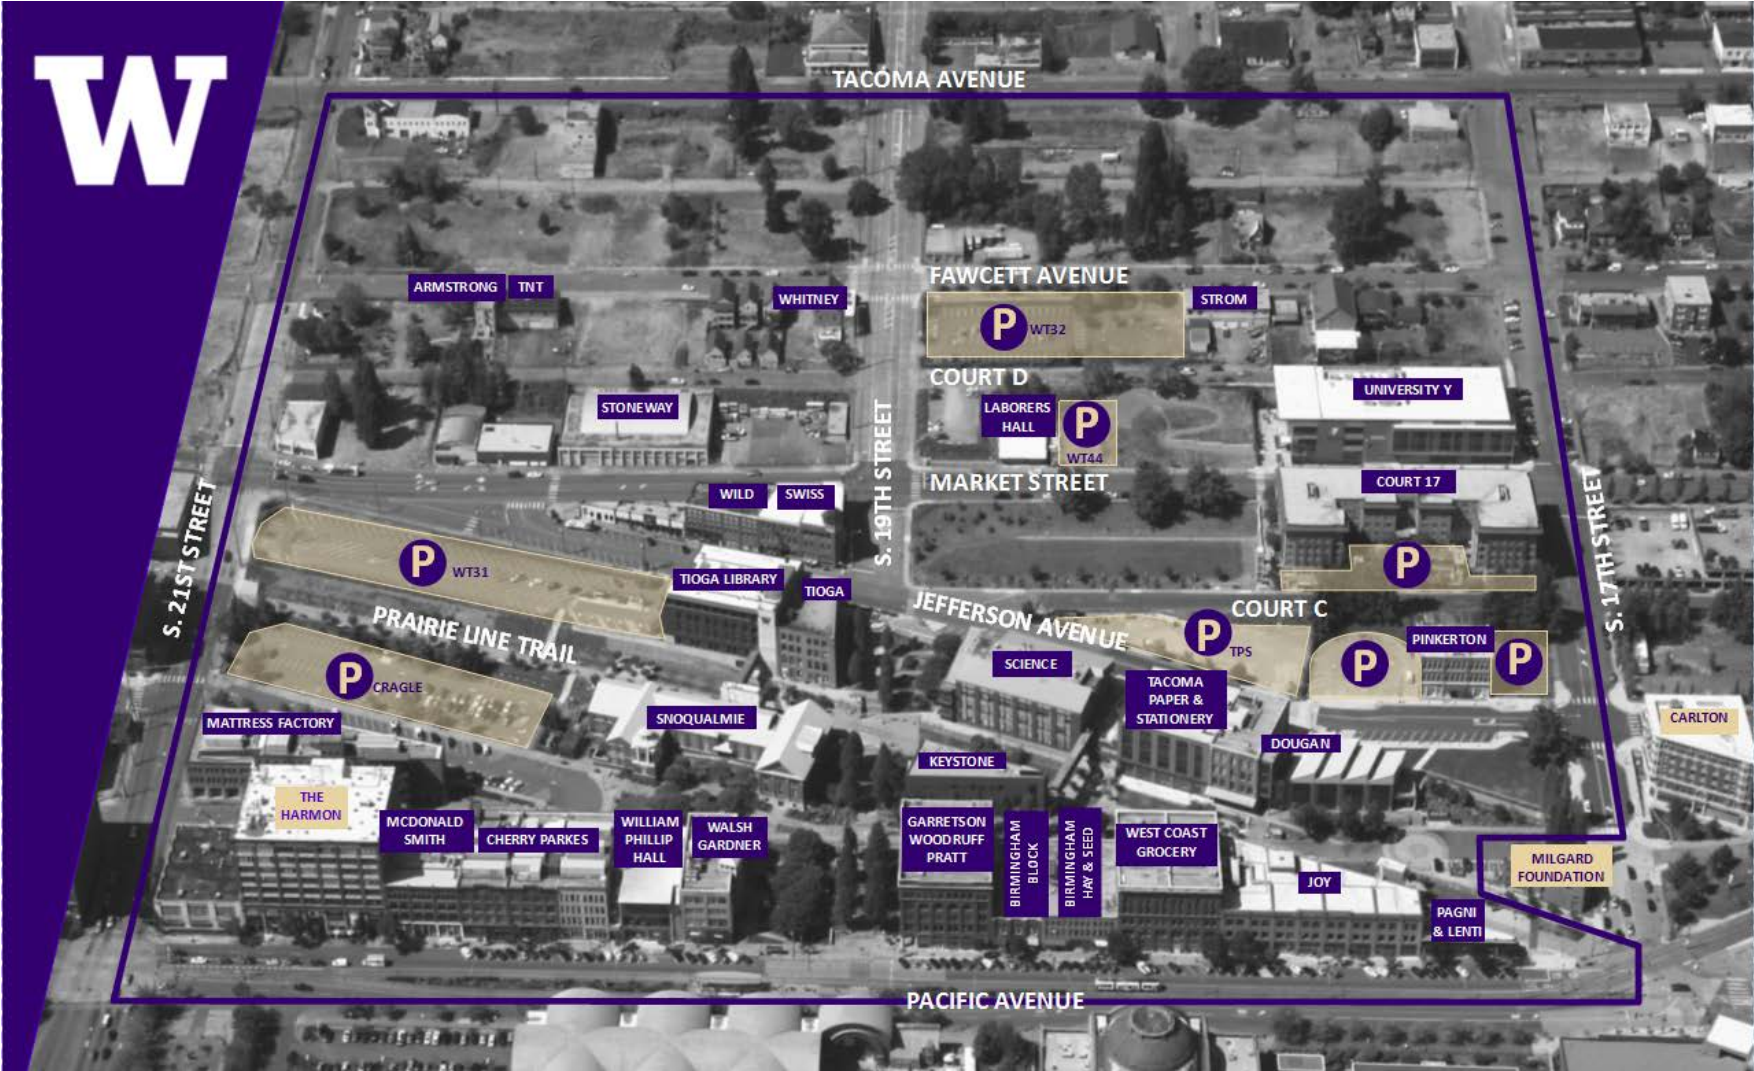 W
TACOMA AVENUE
FAWCETT AVENUE
ARMSTRONG
TNT
WHITNEY
STROM
P
WT32
COURT D
UNIVERSITY Y
STONEWAY
LABORERS
HALL
P
WT44
S. 19TH STREET
MARKET STREET
COURT 17
WILD
SWISS
S. 21ST STREET
S. 17TH STREET
P
WT31
TIOGA LIBRARY
TIOGA
P
JEFFERSON AVENUE
COURT C
PRAIRIE LINE TRAIL
P
TPS
PINKERTON
P
P
SCIENCE
P
CRAGLE
TACOMA
PAPER &
STATIONERY
MATTRESS FACTORY
SNOQUALMIE
CARLTON
DOUGAN
KEYSTONE
THE
HARMON
MCDONALD
SMITH
CHERRY PARKES
WILLIAM
PHILLIP
HALL
WALSH
GARDNER
GARRETSON
WOODRUFF
PRATT
BIRMINGHAM
BLOCK
BIRMINGHAM
HAY & SEED
WEST COAST
GROCERY
JOY
MILGARD
FOUNDATION
PAGNI
& LENTI
PACIFIC AVENUE